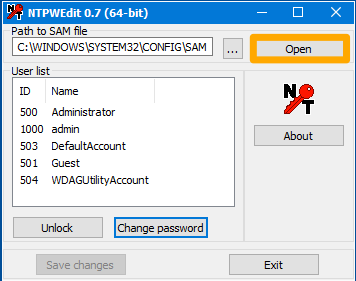 NTPWEdit 0.7 (64-bit)
Path to SAM file
C:\WINDOWS\SYSTEM32\CONFIG\SAM
...
Open
User list
ID Name
500 Administrator
1000 admin
503 DefaultAccount
501 Guest
504 WDAGUtilityAccount
N T
About
Unlock
Change password
Save changes
Exit